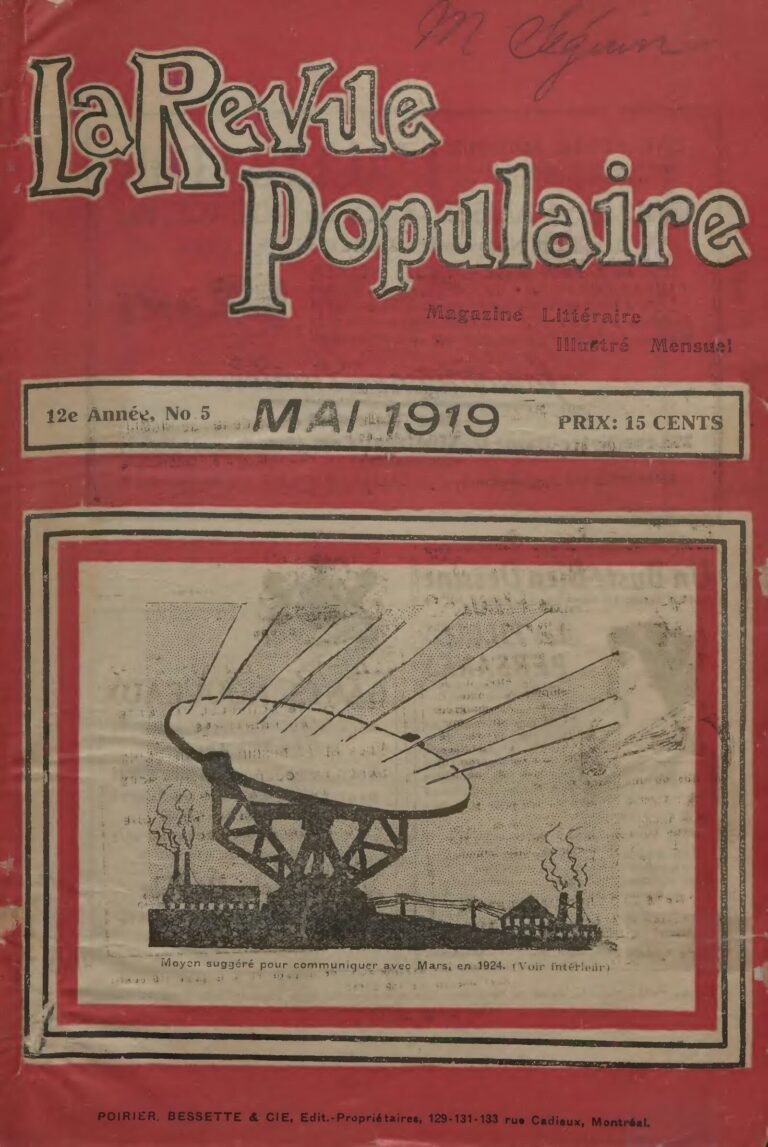 M Séguin
La Revue
Populaire
Magazine Littéraire
Illustré Mensuel
12e Année, No 5 MAI 1919 PRIX: 15 CENTS
Moyen suggéré pour communiquer avec Mars, en 1924. (Voir intérieur)
POIRIER, BESSETTE & CIE, Edit.-Propriétaires, 129-131-133 rue Cadieux, Montréal.